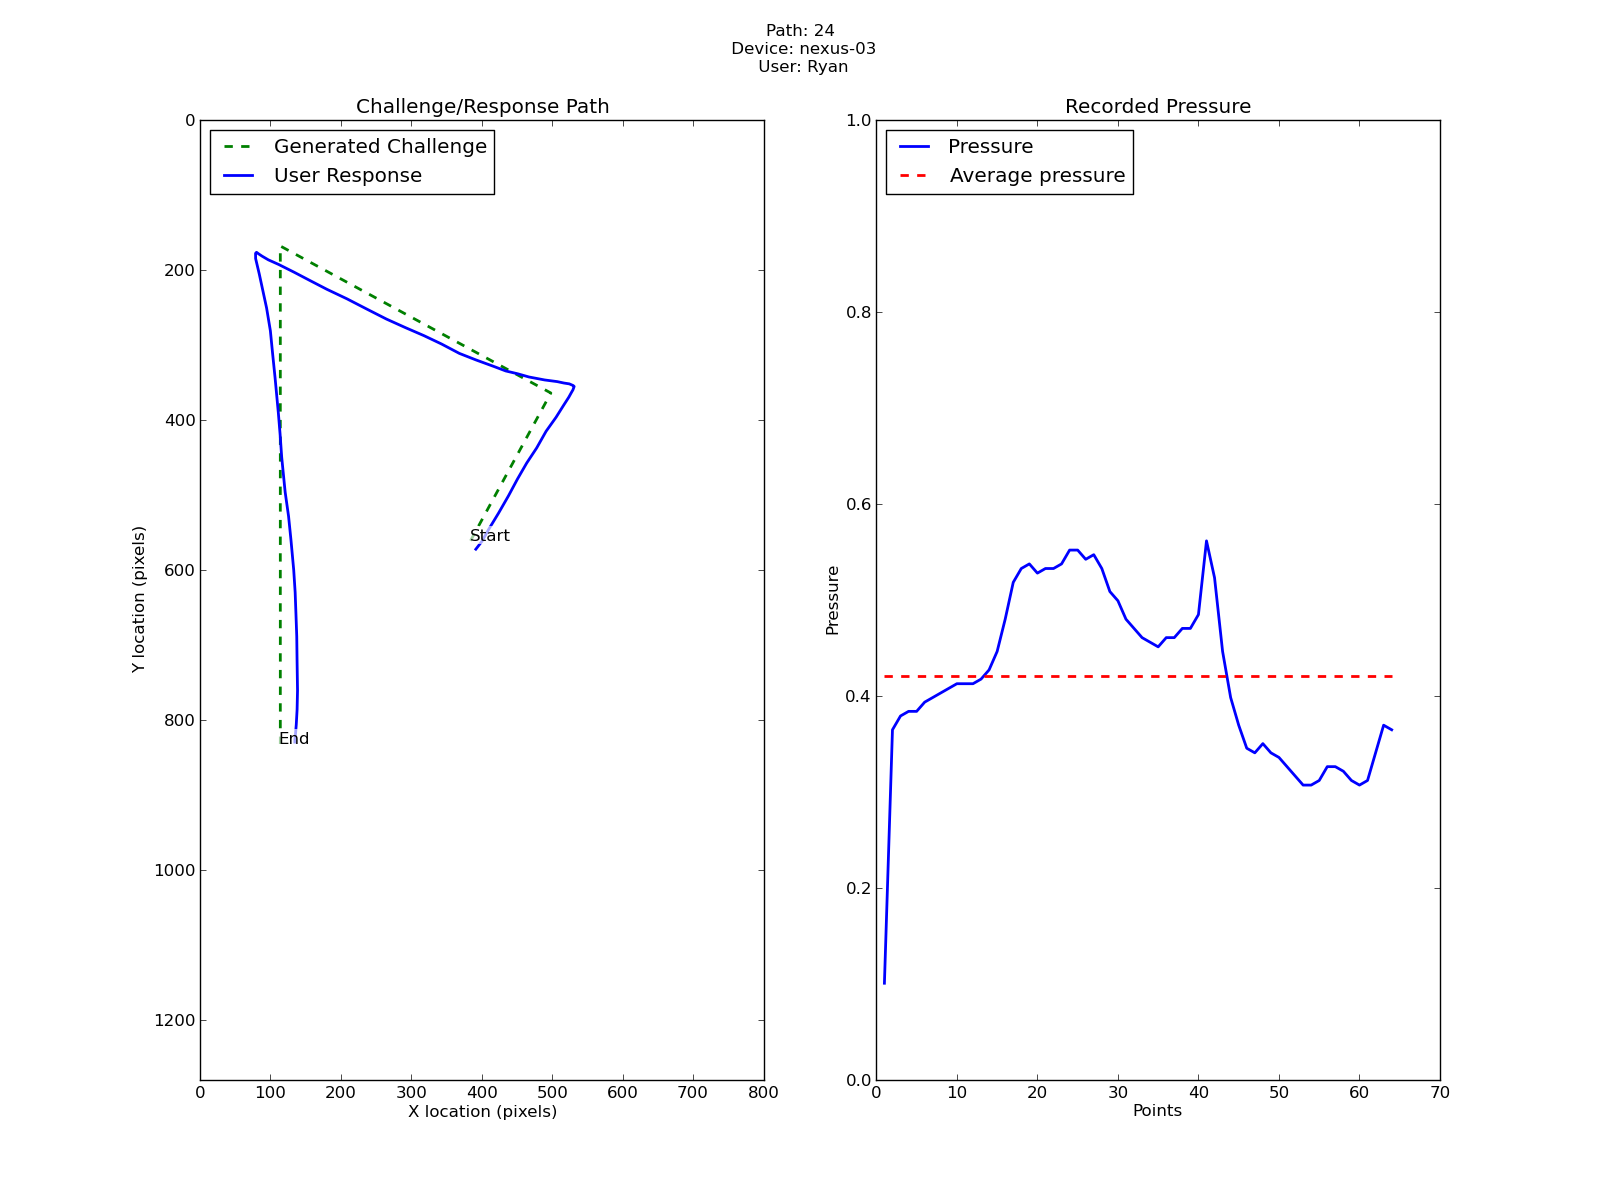 Path: 24
Device: nexus-03
User: Ryan
Challenge/Response Path
Generated Challenge
User Response
Start
End
0
200
400
600
800
1000
1200
Y location (pixels)
0 100 200 300 400 500 600 700 800
X location (pixels)
Recorded Pressure
Pressure
Average pressure
1.0
0.8
0.6
0.4
0.2
0.0
Pressure
0 10 20 30 40 50 60 70
Points